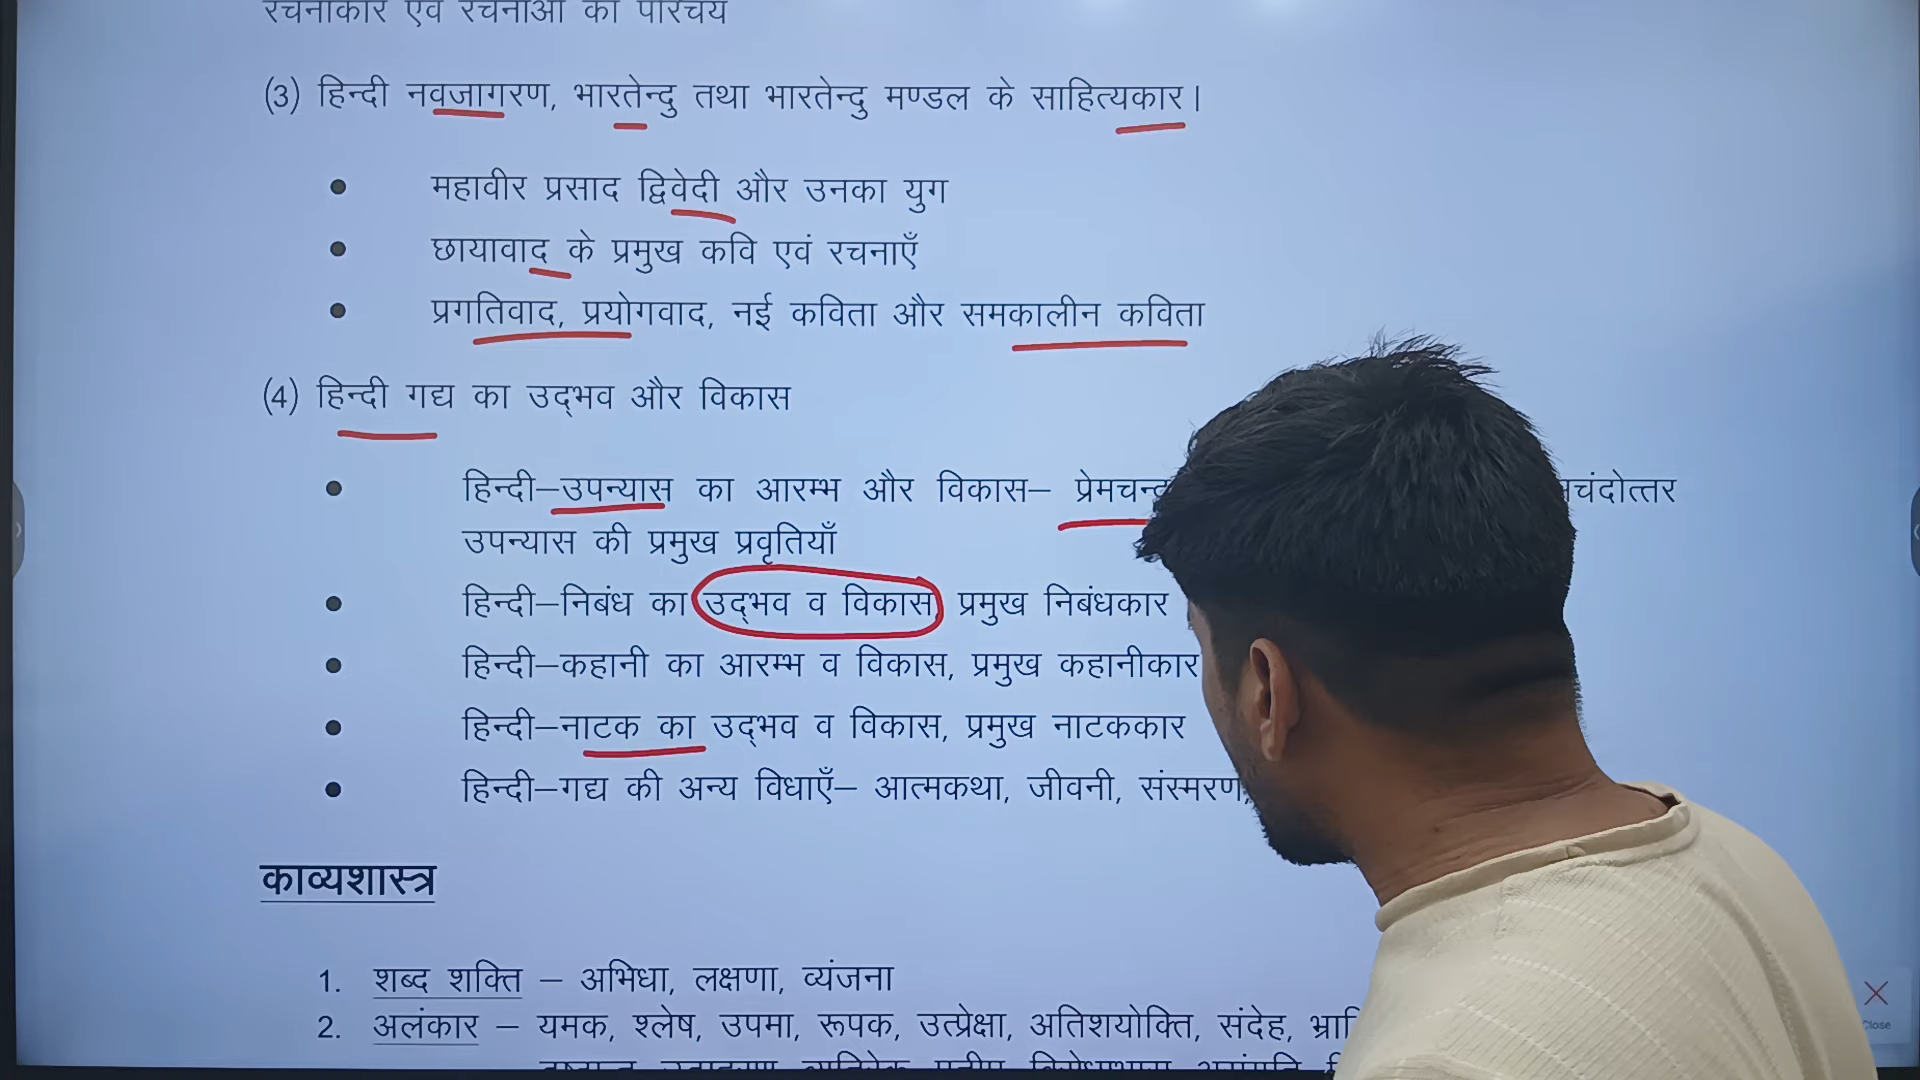 रचनाकार एवं रचनाओं का परिचय
(3) हिन्दी नवजागरण, भारतेन्दु तथा भारतेन्दु मण्डल के साहित्यकार।
• महावीर प्रसाद द्विवेदी और उनका युग
• छायावाद के प्रमुख कवि एवं रचनाएँ
• प्रगतिवाद, प्रयोगवाद, नई कविता और समकालीन कविता
(4) हिन्दी गद्य का उद्भव और विकास
• हिन्दी–उपन्यास का आरम्भ और विकास– प्रेमचन्द चंदोत्तर
उपन्यास की प्रमुख प्रवृतियाँ
• हिन्दी–निबंध का उद्भव व विकास, प्रमुख निबंधकार
• हिन्दी–कहानी का आरम्भ व विकास, प्रमुख कहानीकार
• हिन्दी–नाटक का उद्भव व विकास, प्रमुख नाटककार
• हिन्दी–गद्य की अन्य विधाएँ– आत्मकथा, जीवनी, संस्मरण,
काव्यशास्त्र
1. शब्द शक्ति – अभिधा, लक्षणा, व्यंजना
2. अलंकार – यमक, श्लेष, उपमा, रूपक, उत्प्रेक्षा, अतिशयोक्ति, संदेह,
Close